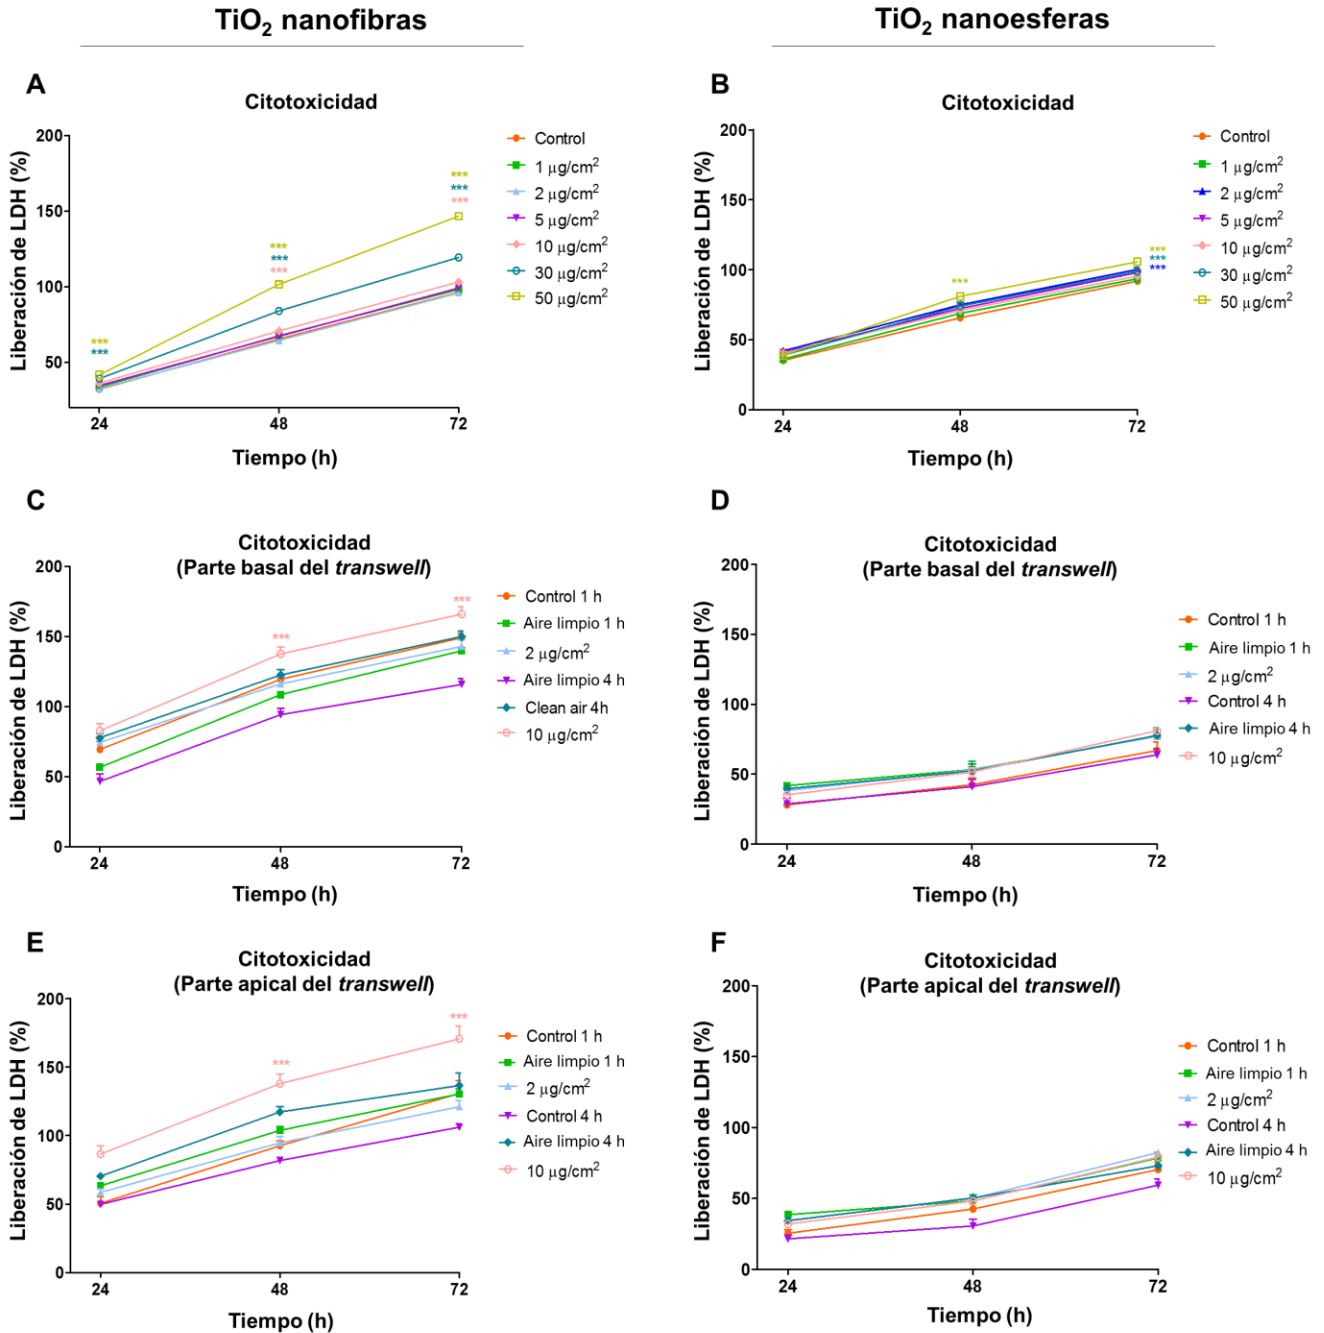 TiO2 nanofibras
TiO2 nanoesferas
A
Citotoxicidad
Liberación de LDH (%)
200
150
100
50
***
***
***
***
***
***
***
***
24
48
72
Tiempo (h)
Control
1 μg/cm2
2 μg/cm2
5 μg/cm2
10 μg/cm2
30 μg/cm2
50 μg/cm2
B
Citotoxicidad
Liberación de LDH (%)
200
150
100
50
0
***
***
***
***
24
48
72
Tiempo (h)
Control
1 μg/cm2
2 μg/cm2
5 μg/cm2
10 μg/cm2
30 μg/cm2
50 μg/cm2
C
Citotoxicidad
(Parte basal del transwell)
Liberación de LDH (%)
200
150
100
50
0
***
***
24
48
72
Tiempo (h)
Control 1 h
Aire limpio 1 h
2 μg/cm2
Aire limpio 4 h
Clean air 4h
10 μg/cm2
D
Citotoxicidad
(Parte basal del transwell)
Liberación de LDH (%)
200
150
100
50
0
24
48
72
Tiempo (h)
Control 1 h
Aire limpio 1 h
2 μg/cm2
Control 4 h
Aire limpio 4 h
10 μg/cm2
E
Citotoxicidad
(Parte apical del transwell)
Liberación de LDH (%)
200
150
100
50
0
***
***
24
48
72
Tiempo (h)
Control 1 h
Aire limpio 1 h
2 μg/cm2
Control 4 h
Aire limpio 4 h
10 μg/cm2
F
Citotoxicidad
(Parte apical del transwell)
Liberación de LDH (%)
200
150
100
50
0
24
48
72
Tiempo (h)
Control 1 h
Aire limpio 1 h
2 μg/cm2
Control 4 h
Aire limpio 4 h
10 μg/cm2